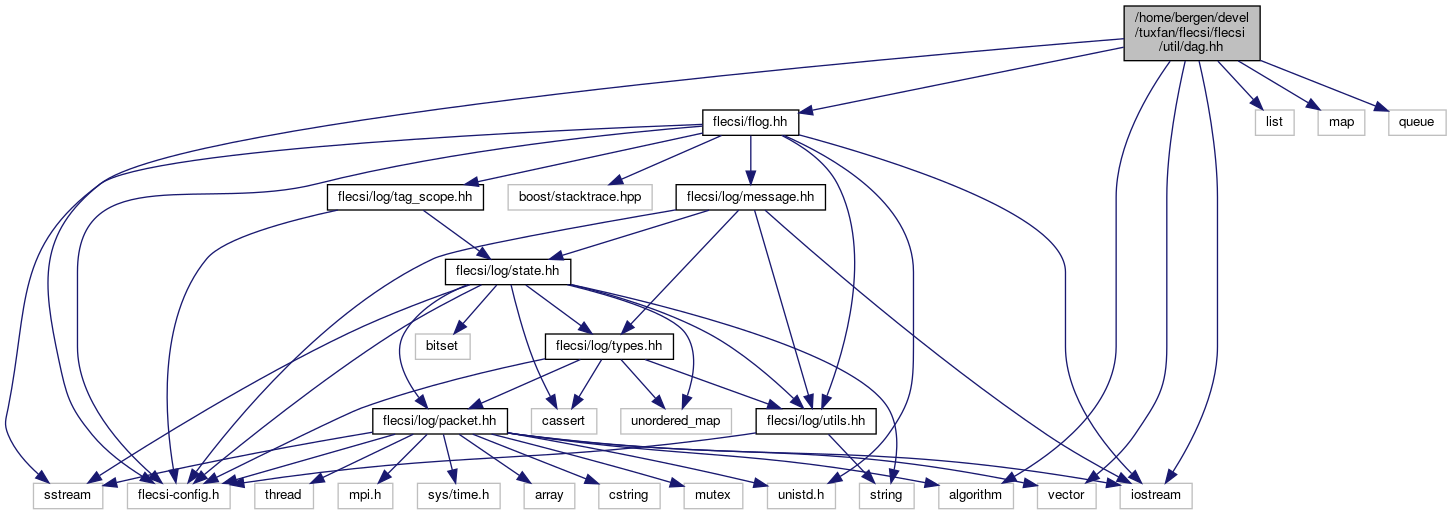 /home/bergen/devel
/tuxfan/flecsi/flecsi
/util/dag.hh
flecsi/flog.hh
list
map
queue
flecsi/log/tag_scope.hh
boost/stacktrace.hpp
flecsi/log/message.hh
flecsi/log/state.hh
bitset
flecsi/log/types.hh
flecsi/log/packet.hh
cassert
unordered_map
flecsi/log/utils.hh
sstream
flecsi-config.h
thread
mpi.h
sys/time.h
array
cstring
mutex
unistd.h
string
algorithm
vector
iostream